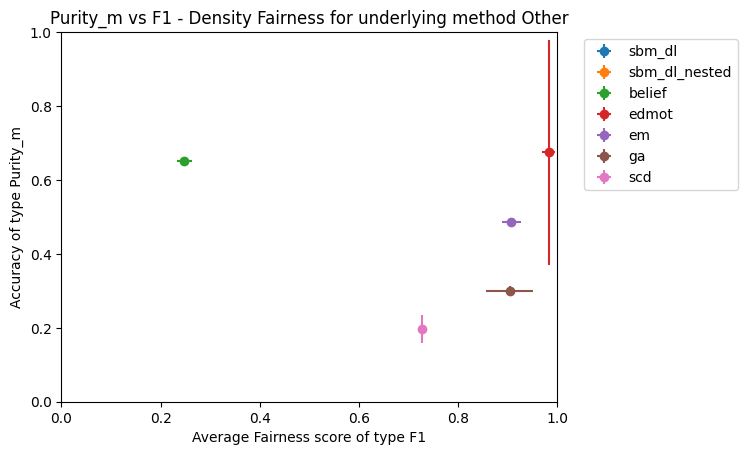 Purity_m vs F1 - Density Fairness for underlying method Other
Accuracy of type Purity_m
1.0
0.8
0.6
0.4
0.2
0.0
0.0 0.2 0.4 0.6 0.8 1.0
Average Fairness score of type F1
sbm_dl
sbm_dl_nested
belief
edmot
em
ga
scd